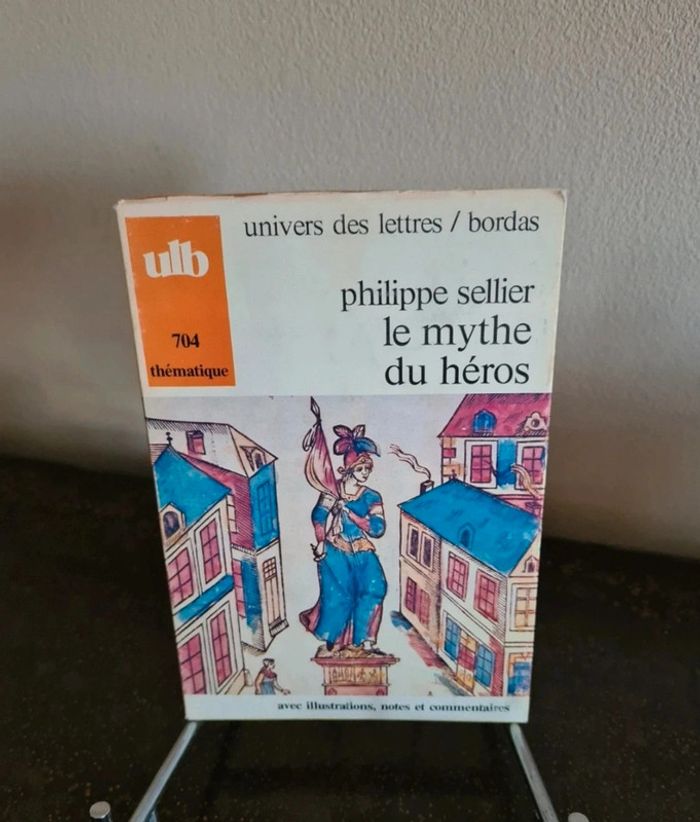 univers des lettres / bordas
ulb
704
thématique
philippe sellier
le mythe
du héros
avec illustrations, notes et commentaires